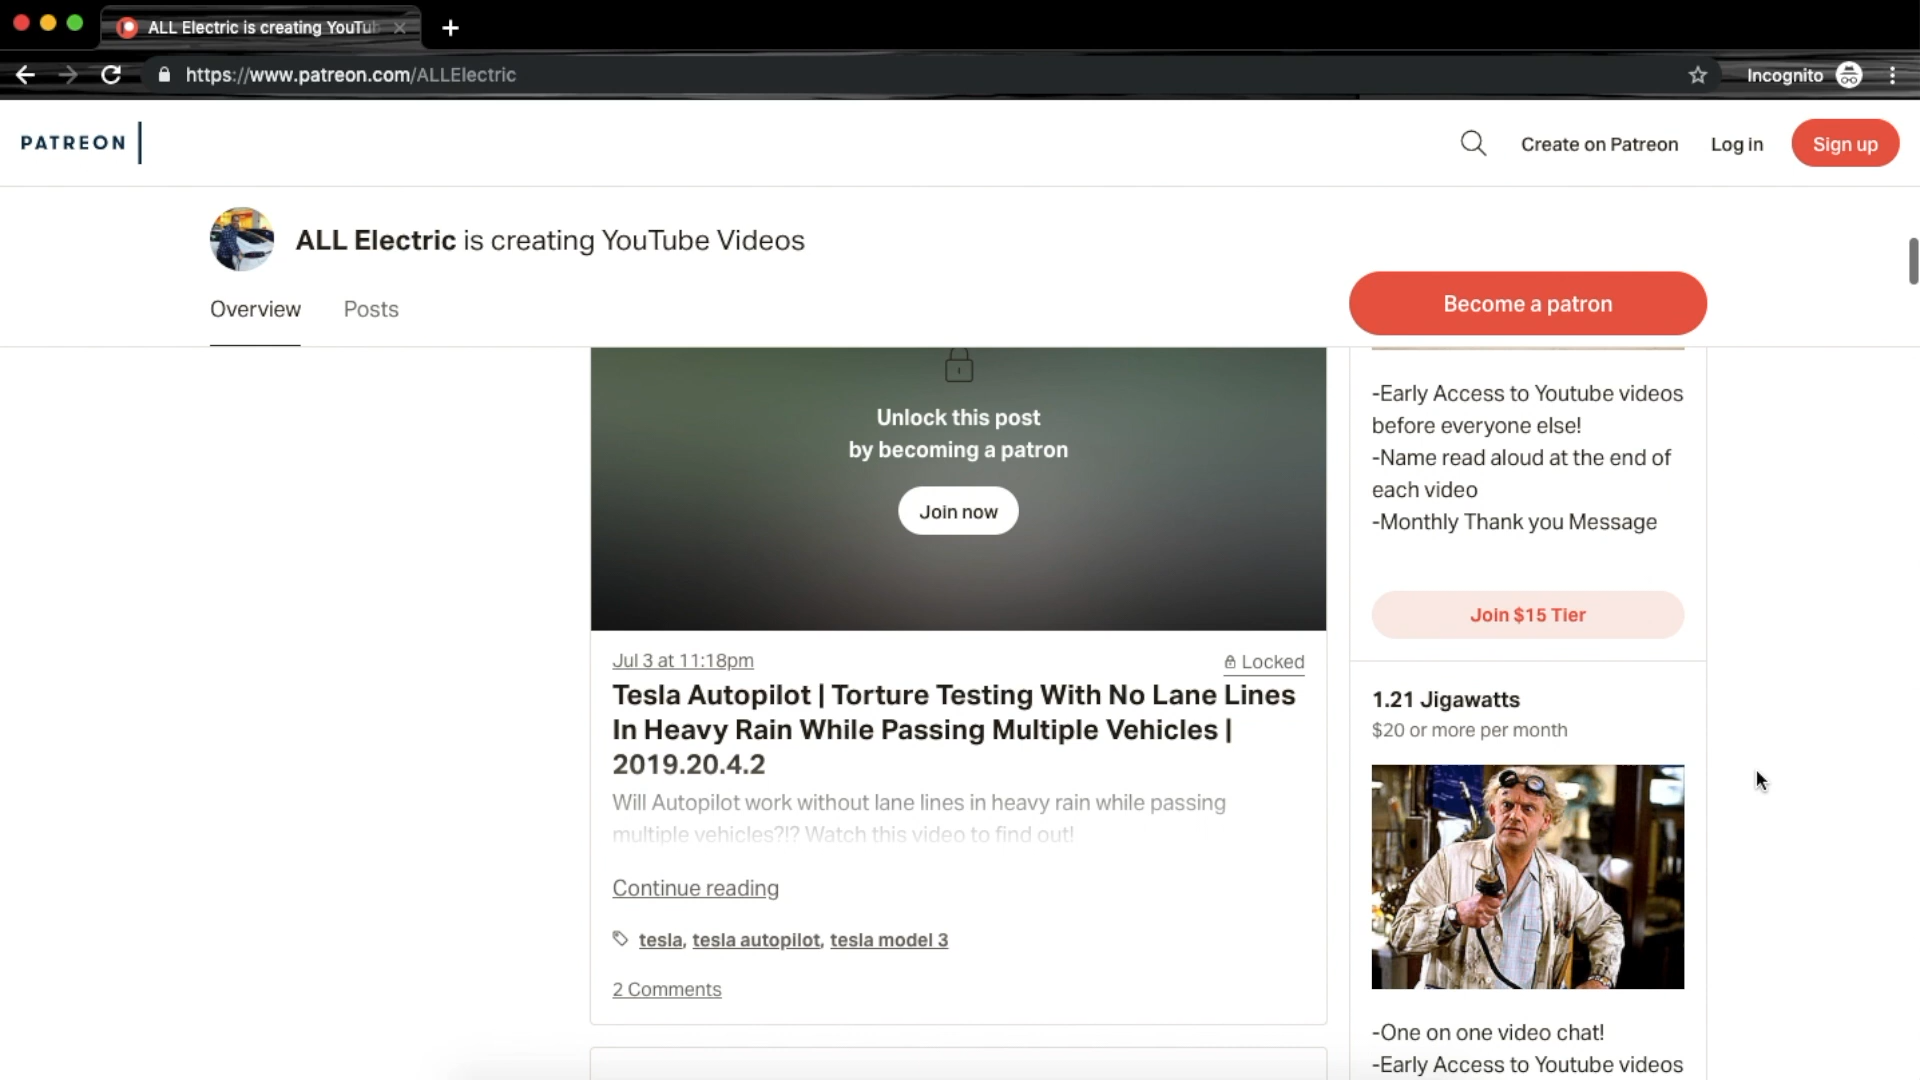 ALL Electric is creating YouTub
https://www.patreon.com/ALLElectric
Incognito
PATREON
Create on Patreon
Log in
Sign up
ALL Electric is creating YouTube Videos
Overview
Posts
Become a patron
Unlock this post
by becoming a patron
Join now
Jul 3 at 11:18pm
Locked
Tesla Autopilot | Torture Testing With No Lane Lines
In Heavy Rain While Passing Multiple Vehicles |
2019.20.4.2
Will Autopilot work without lane lines in heavy rain while passing
multiple vehicles?!? Watch this video to find out!
Continue reading
tesla, tesla autopilot, tesla model 3
2 Comments
-Early Access to Youtube videos
before everyone else!
-Name read aloud at the end of
each video
-Monthly Thank you Message
Join $15 Tier
1.21 Jigawatts
$20 or more per month
-One on one video chat!
-Early Access to Youtube videos